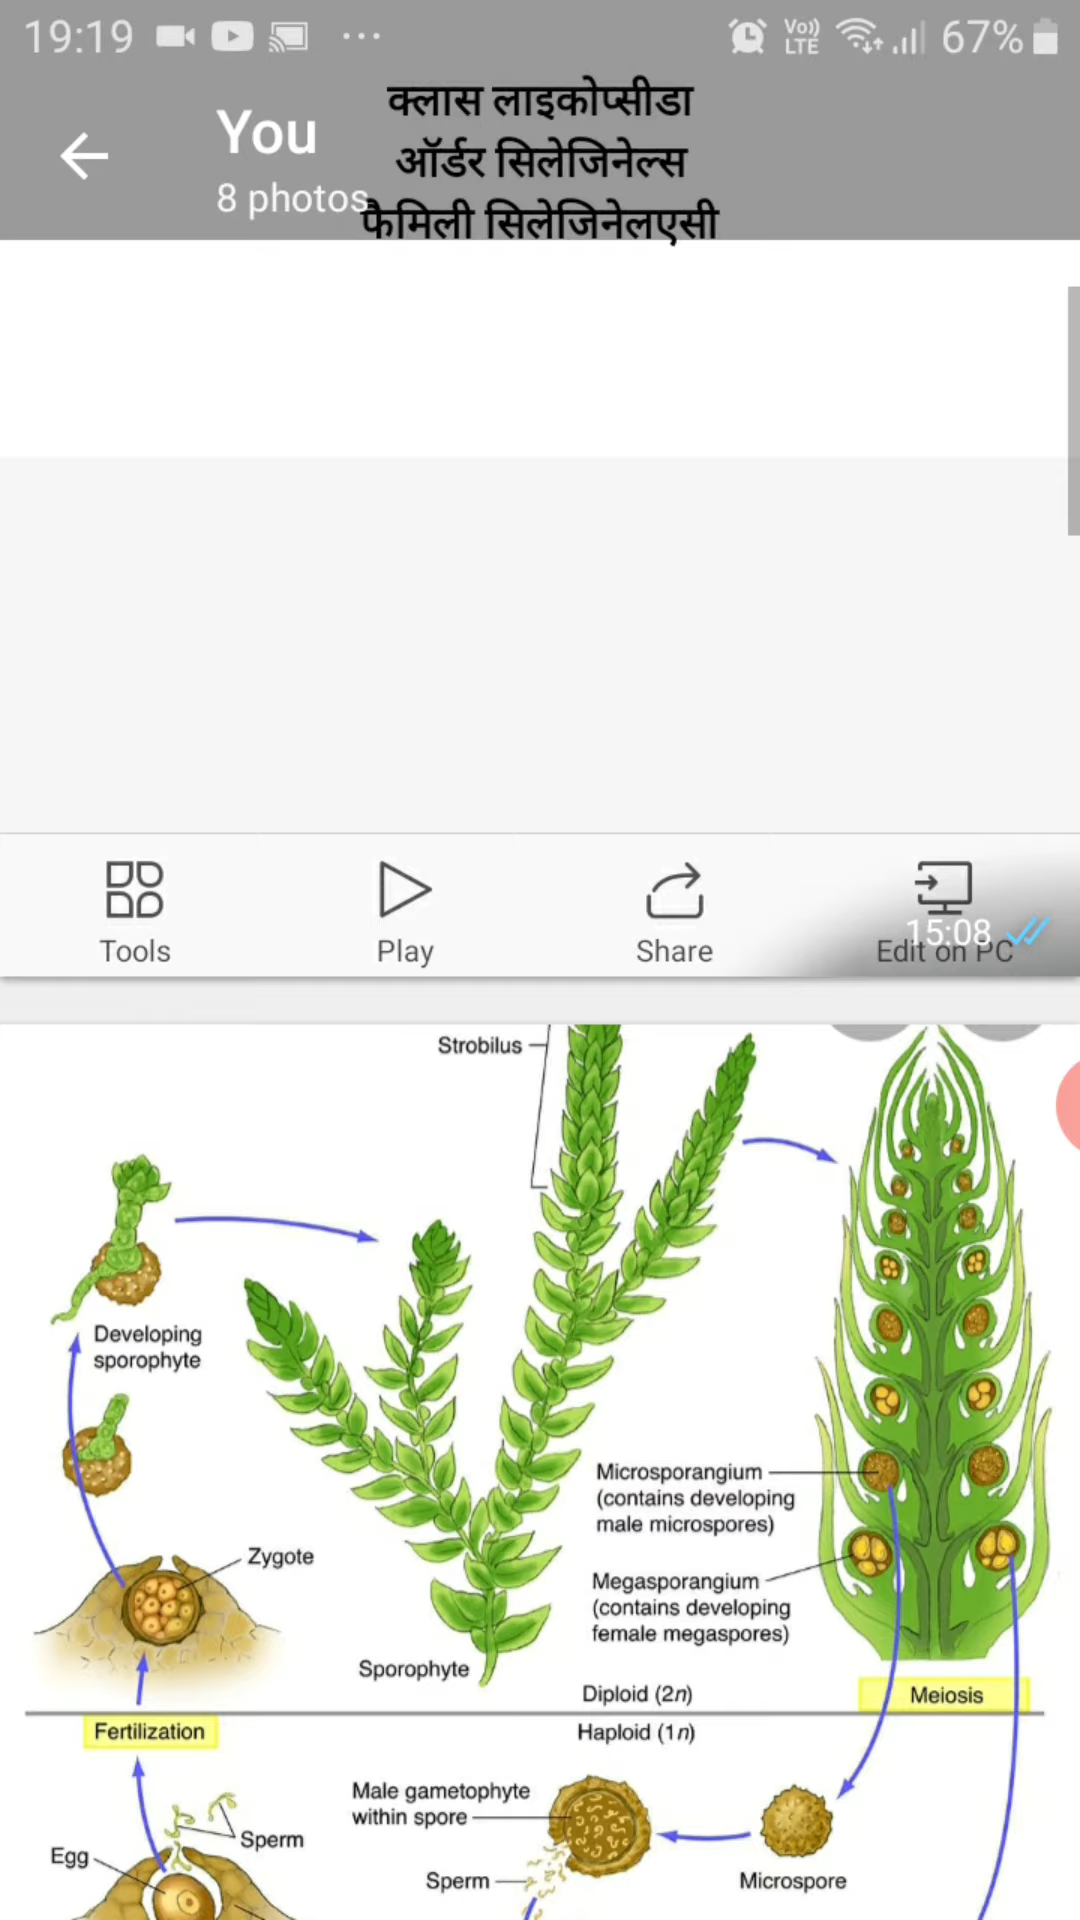 19:19
Vo))
LTE
67%
You
8 photos
क्लास लाइकोप्सीडा
ऑर्डर सिलेजिनेल्स
फैमिली सिलेजिनेलएसी
Tools
Play
Share
Edit on PC
15:08
Strobilus
Developing
sporophyte
Microsporangium
(contains developing
male microspores)
Zygote
Megasporangium
(contains developing
female megaspores)
Sporophyte
Diploid (2n)
Meiosis
Fertilization
Haploid (1n)
Male gametophyte
within spore
Sperm
Egg
Sperm
Microspore